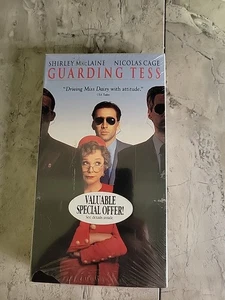 SHIRLEY MacLAINE   NICOLAS CAGE
GUARDING TESS
"Driving Miss Daisy with attitude."
VALUABLE
SPECIAL OFFER!